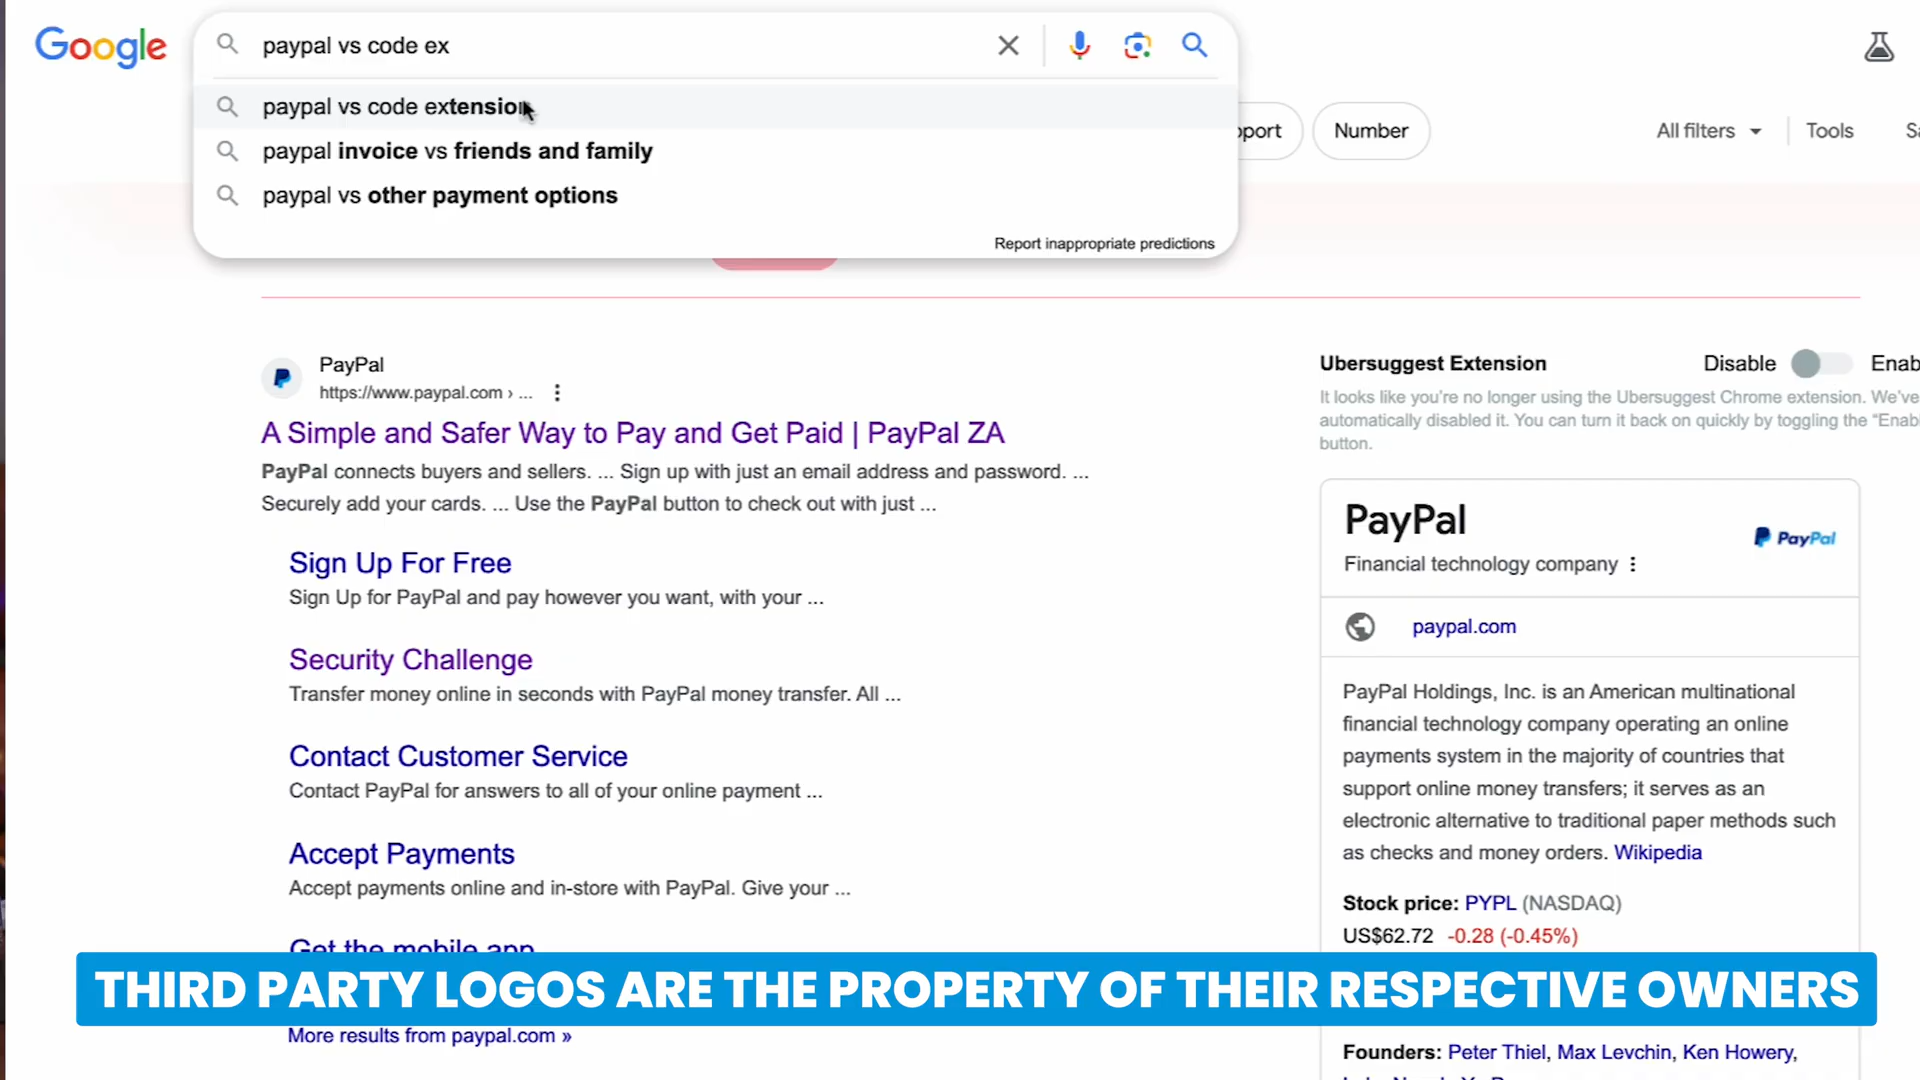 Google
paypal vs code ex
paypal vs code extension
paypal invoice vs friends and family
paypal vs other payment options
Report inappropriate predictions
Number
All filters
Tools
PayPal
https://www.paypal.com › ...
A Simple and Safer Way to Pay and Get Paid | PayPal ZA
PayPal connects buyers and sellers. ... Sign up with just an email address and password. ...
Securely add your cards. ... Use the PayPal button to check out with just ...
Sign Up For Free
Sign Up for PayPal and pay however you want, with your ...
Security Challenge
Transfer money online in seconds with PayPal money transfer. All ...
Contact Customer Service
Contact PayPal for answers to all of your online payment ...
Accept Payments
Accept payments online and in-store with PayPal. Give your ...
Get the mobile app
More results from paypal.com »
Ubersuggest Extension
Disable
Enab
It looks like you're no longer using the Ubersuggest Chrome extension. We've
automatically disabled it. You can turn it back on quickly by toggling the “Enab
button.
PayPal
PayPal
Financial technology company
paypal.com
PayPal Holdings, Inc. is an American multinational
financial technology company operating an online
payments system in the majority of countries that
support online money transfers; it serves as an
electronic alternative to traditional paper methods such
as checks and money orders. Wikipedia
Stock price: PYPL (NASDAQ)
US$62.72 -0.28 (-0.45%)
Founders: Peter Thiel, Max Levchin, Ken Howery,
THIRD PARTY LOGOS ARE THE PROPERTY OF THEIR RESPECTIVE OWNERS